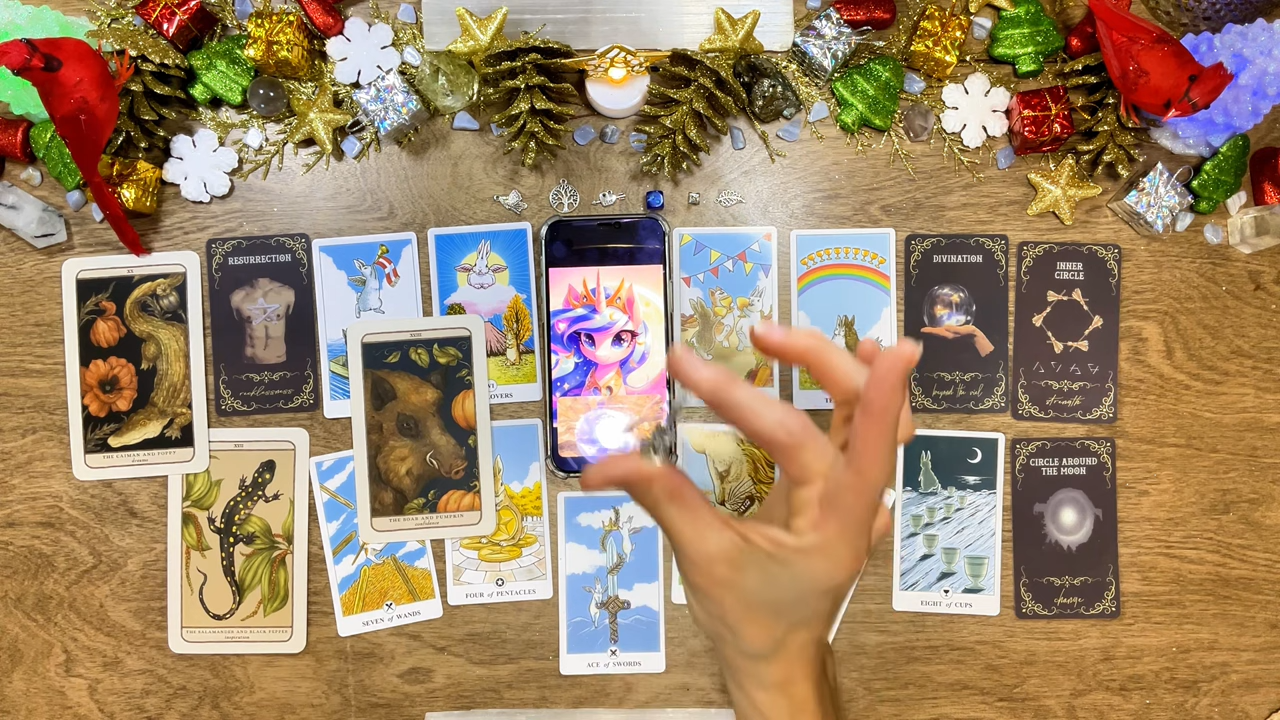 XX
THE CAIMAN AND POPPY
dreams
RESURRECTION
recklessness
OVERS
DIVINATION
beyond the veil
INNER
CIRCLE
strength
XVIII
THE BOAR AND PUMPKIN
confidence
THE SALAMANDER AND BLACK PEPPER
inspiration
SEVEN of WANDS
FOUR of PENTACLES
ACE of SWORDS
EIGHT of CUPS
CIRCLE AROUND
THE MOON
change